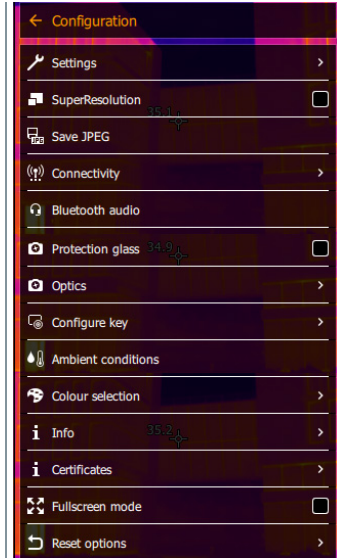 Configuration
Settings
SuperResolution
35.1
JPG
Save JPEG
Connectivity
Bluetooth audio
Protection glass
34.9
Optics
Configure key
Ambient conditions
Colour selection
Info
35.2
Certificates
Fullscreen mode
Reset options